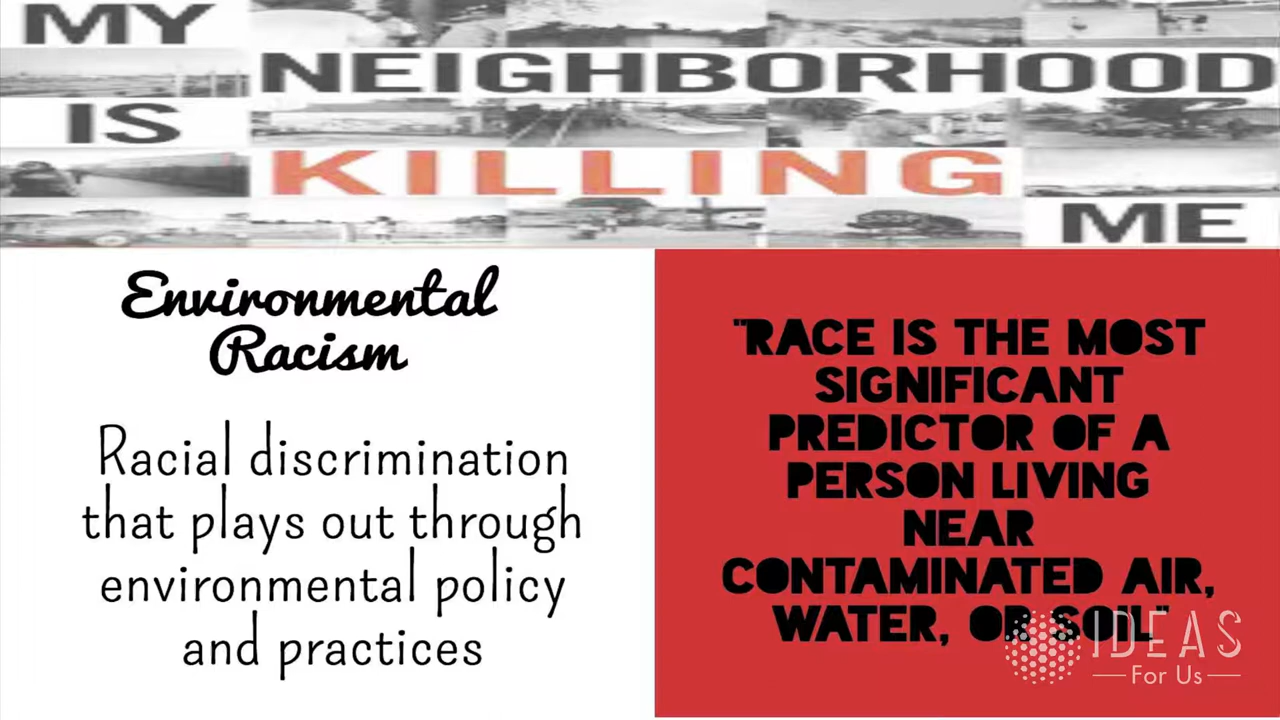 MY
NEIGHBORHOOD
IS
KILLING
ME
Environmental
Racism
Racial discrimination
that plays out through
environmental policy
and practices
"RACE IS THE MOST
SIGNIFICANT
PREDICTOR OF A
PERSON LIVING
NEAR
CONTAMINATED AIR,
WATER, OR SOIL"
IDEAS
For Us